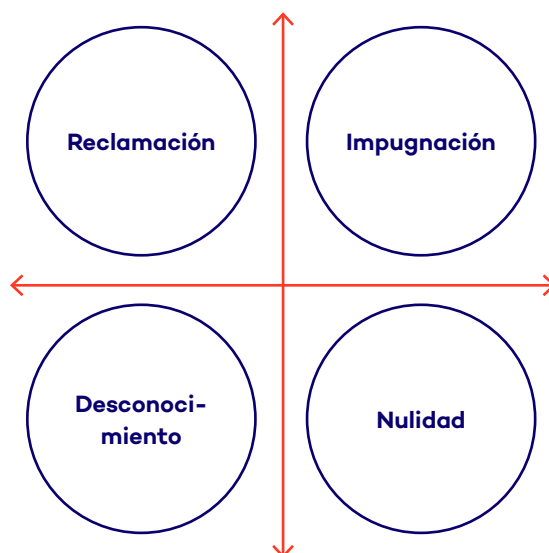 Reclamación
Impugnación
Desconoci-
miento
Nulidad